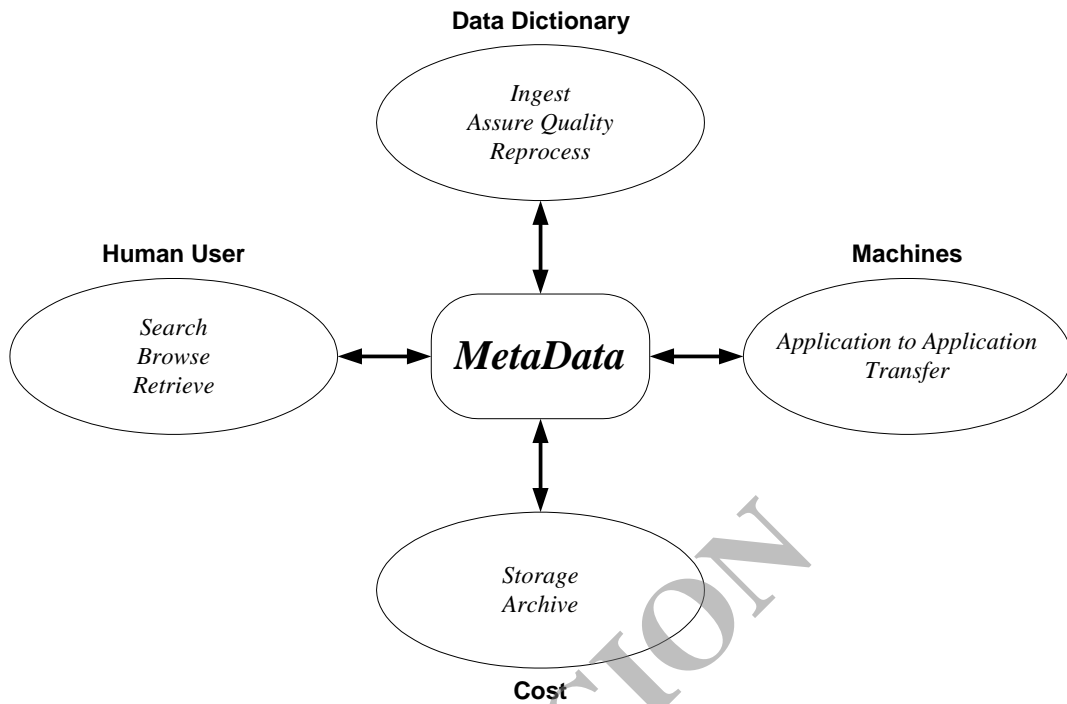 Data Dictionary
Ingest
Assure Quality
Reprocess
Human User
Search
Browse
Retrieve
MetaData
Machines
Application to Application
Transfer
Storage
Archive
Cost
TION